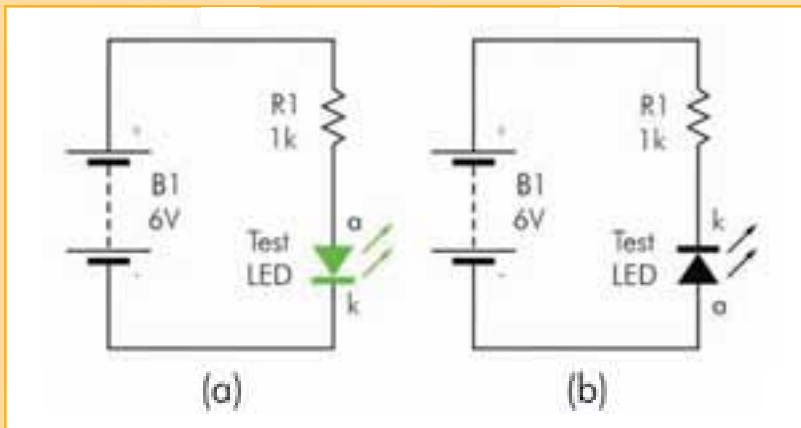 R1
1k
+
B1
6V
-
a
Test
LED
k
(a)
R1
1k
+
B1
6V
-
k
Test
LED
a
(b)